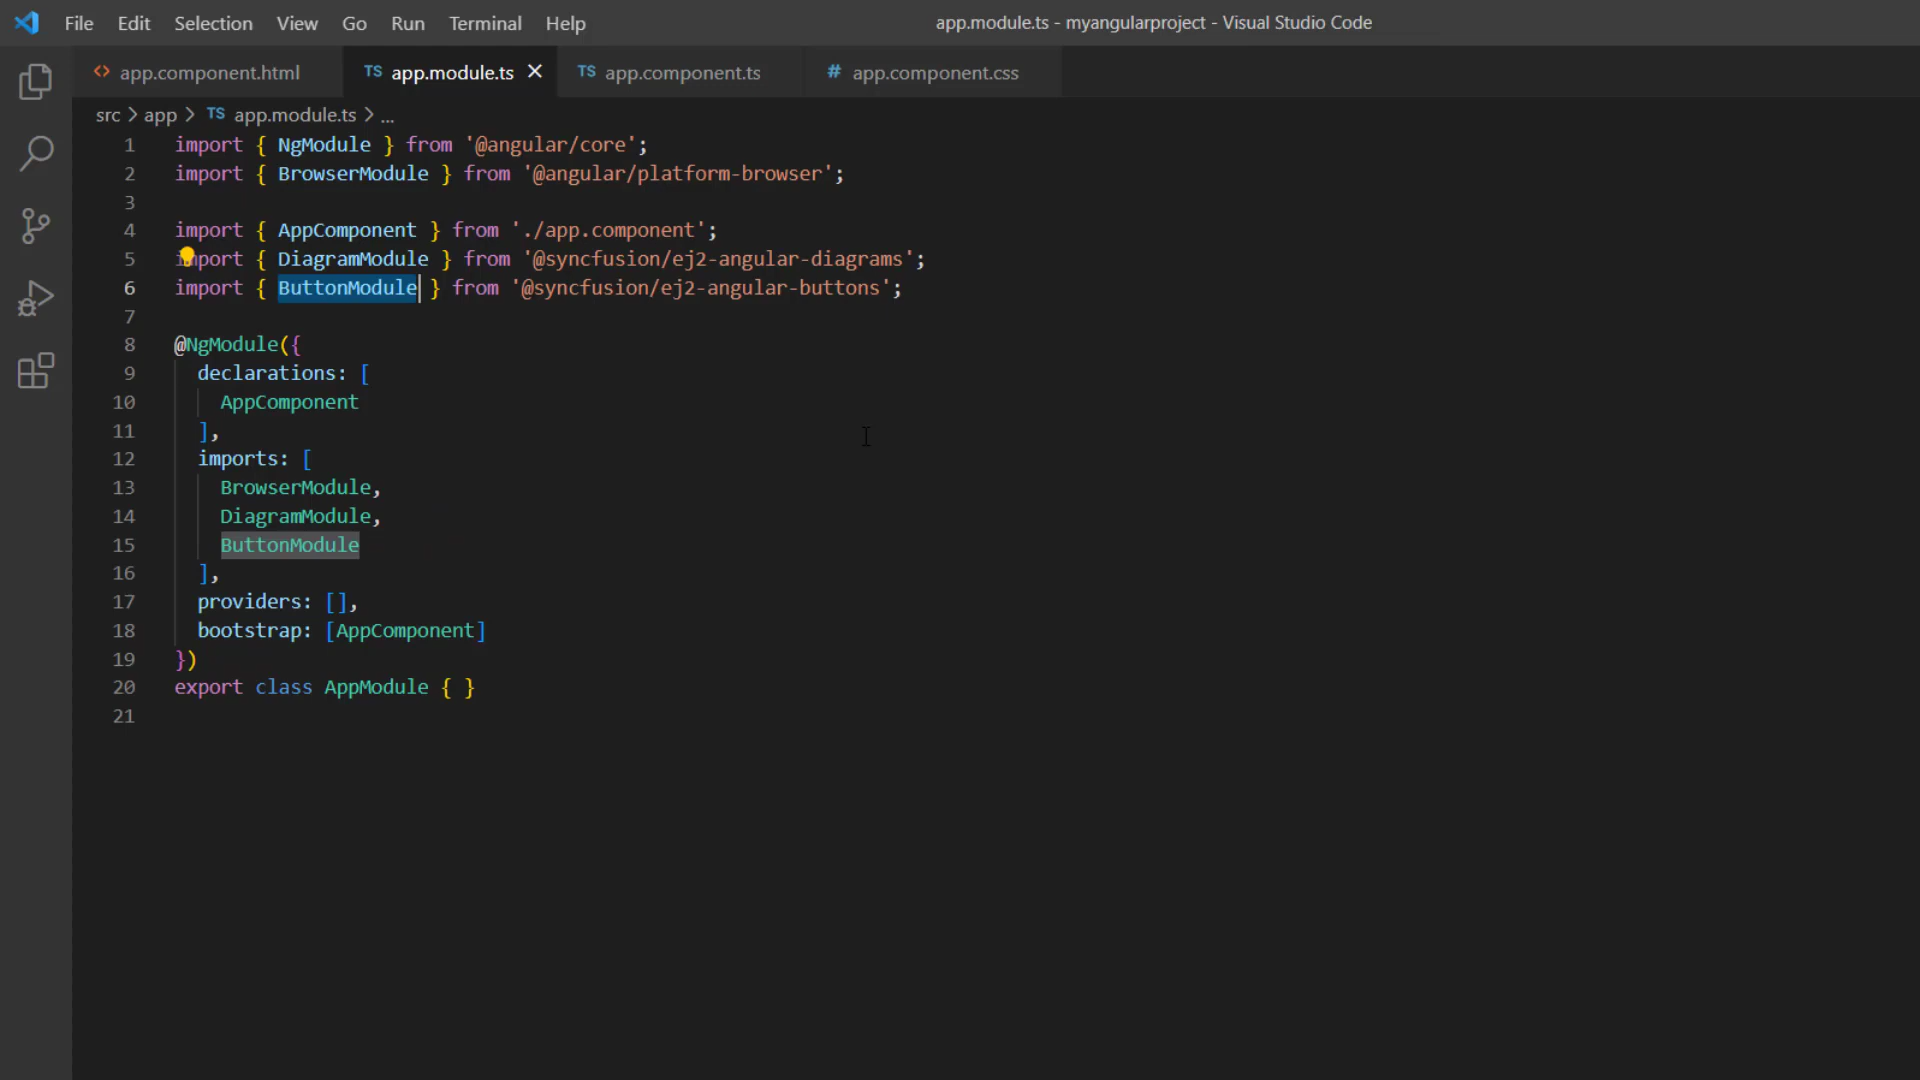 File Edit Selection View Go Run Terminal Help app.module.ts - myangularproject - Visual Studio Code
<> app.component.html TS app.module.ts × TS app.component.ts # app.component.css
src > app > TS app.module.ts > ...
1 import { NgModule } from '@angular/core';
2 import { BrowserModule } from '@angular/platform-browser';
3
4 import { AppComponent } from './app.component';
5 import { DiagramModule } from '@syncfusion/ej2-angular-diagrams';
6 import { ButtonModule } from '@syncfusion/ej2-angular-buttons';
7
8 @NgModule({
9 declarations: [
10 AppComponent
11 ],
12 imports: [
13 BrowserModule,
14 DiagramModule,
15 ButtonModule
16 ],
17 providers: [],
18 bootstrap: [AppComponent]
19 })
20 export class AppModule { }
21